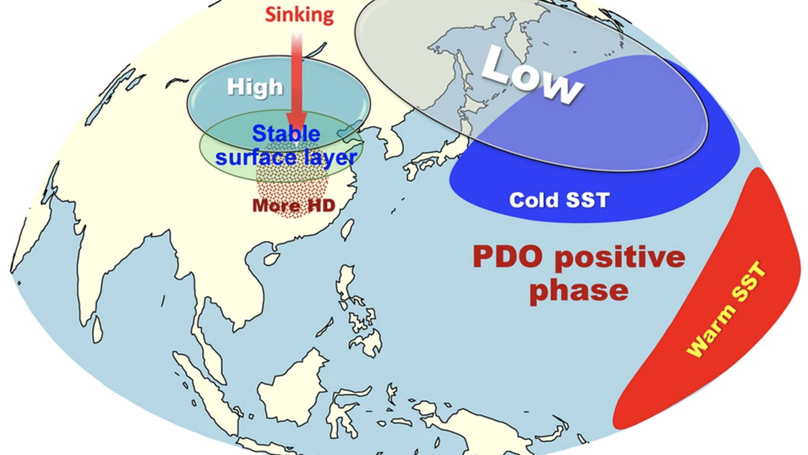 Sinking
High
Low
Stable
surface layer
More HD
Cold SST
PDO positive
phase
Warm SST